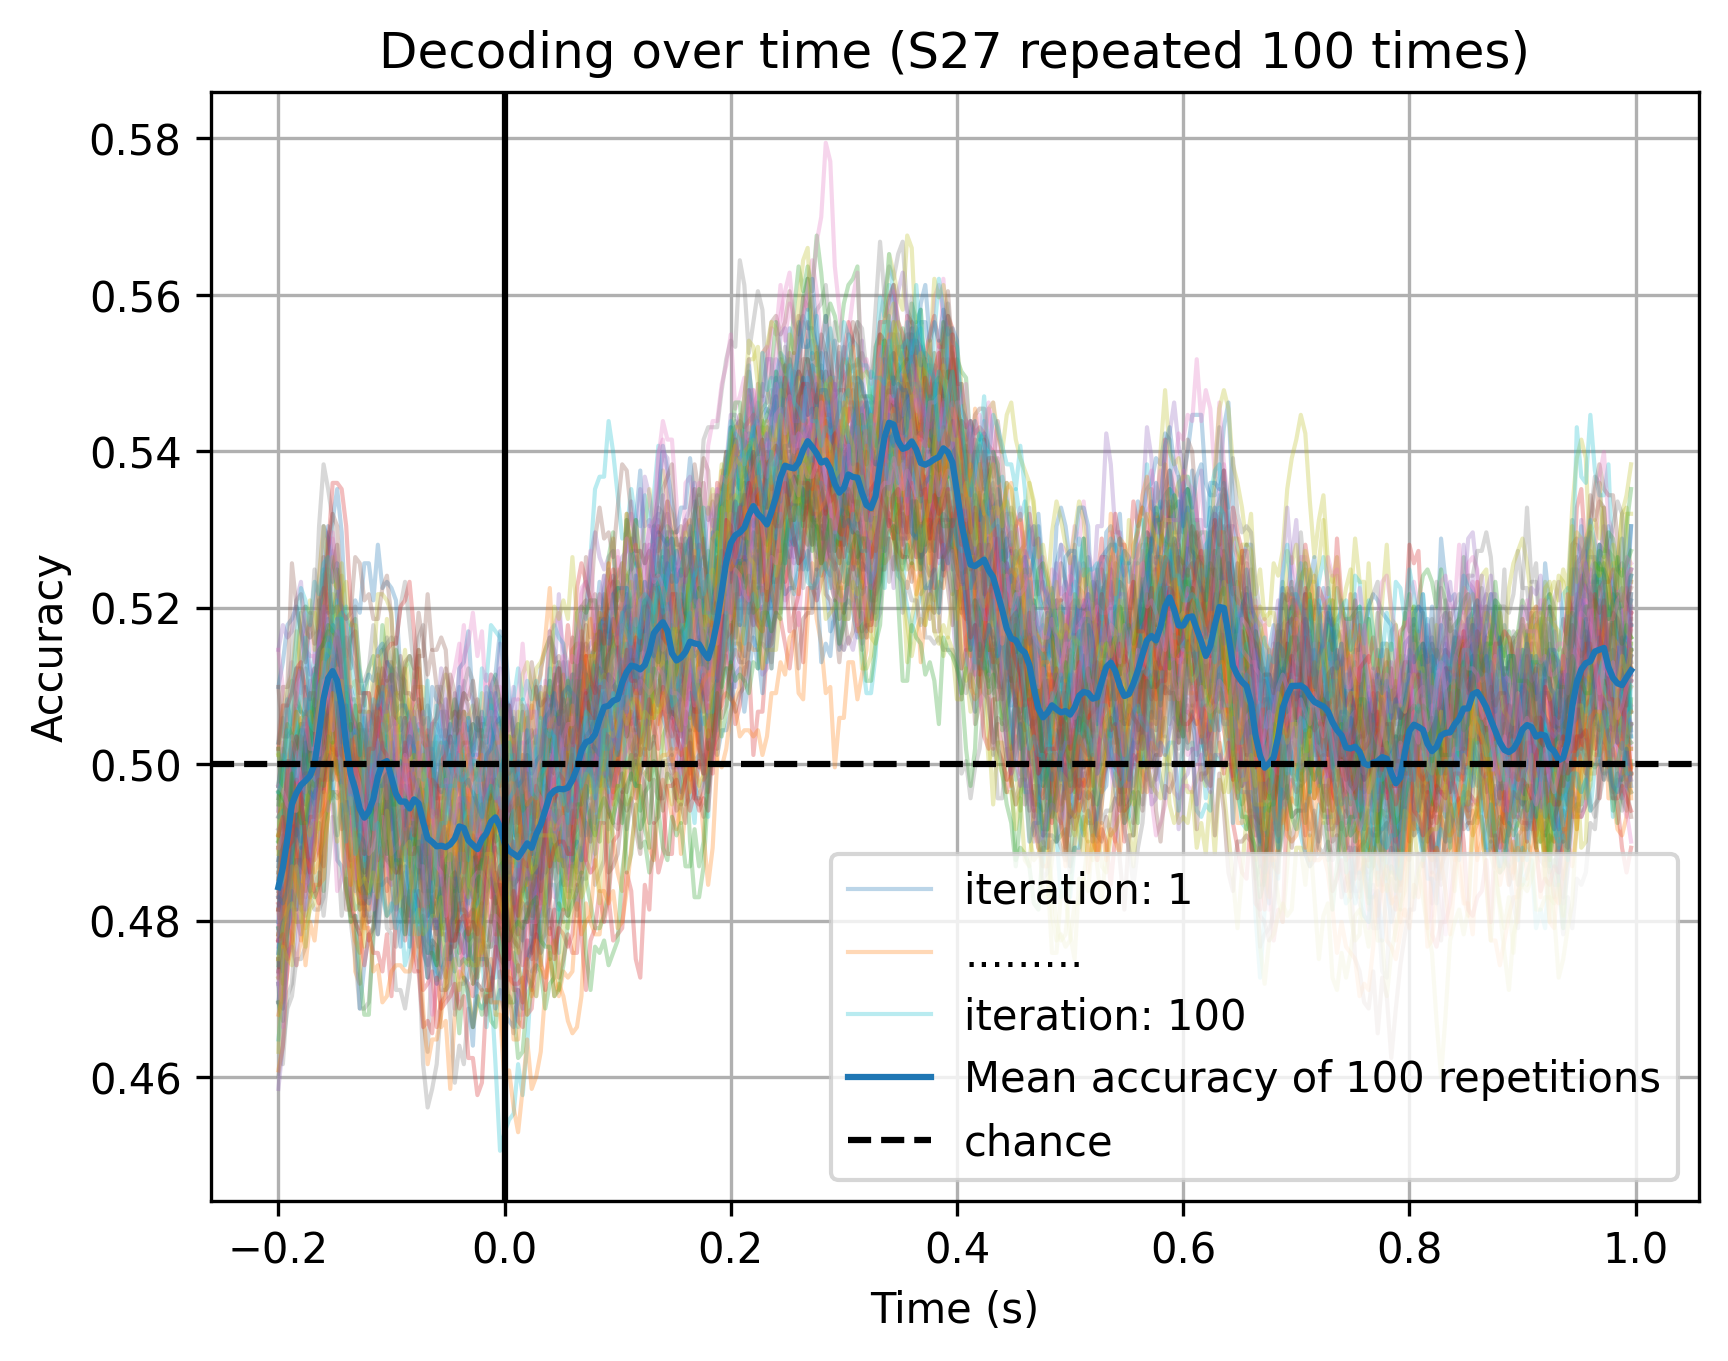 Decoding over time (S27 repeated 100 times)
Accuracy
0.58
0.56
0.54
0.52
0.50
0.48
0.46
−0.2
0.0
0.2
0.4
0.6
0.8
1.0
Time (s)
iteration: 1
.........
iteration: 100
Mean accuracy of 100 repetitions
chance